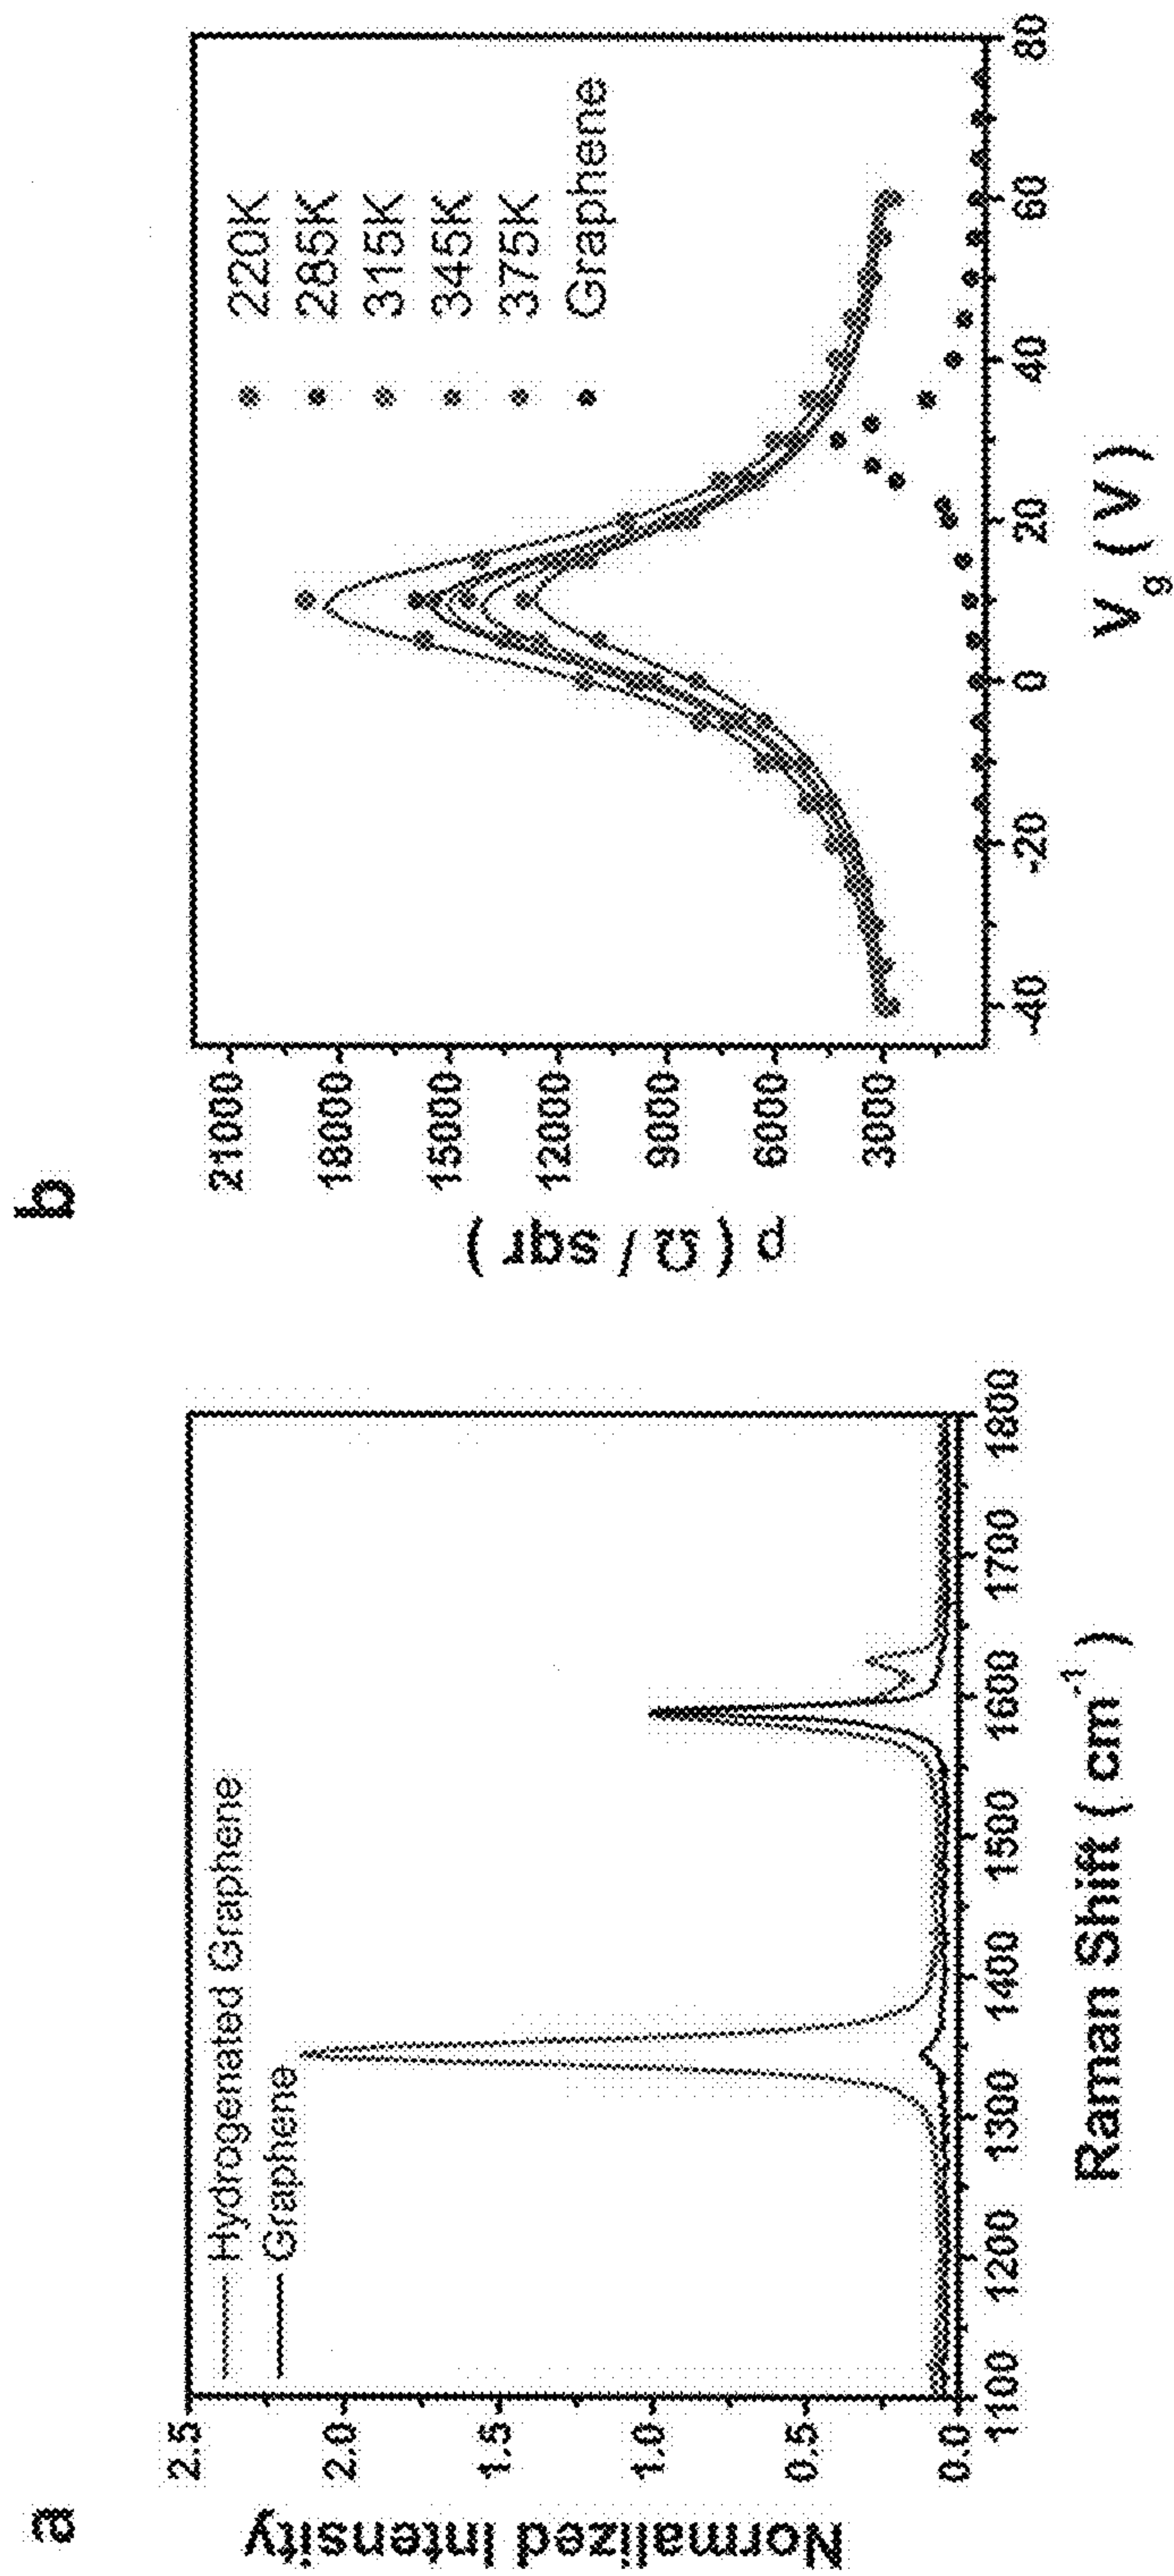 a
Normalized Intensity
2.5
2.0
1.5
1.0
0.5
0.0
Hydrogenated Graphene
Graphene
1100 1200 1300 1400 1500 1600 1700 1800
Raman Shift ( cm-1 )
b
ρ ( Ω / sqr )
21000
18000
15000
12000
9000
6000
3000
220K
285K
315K
345K
375K
Graphene
-40 -20 0 20 40 60 80
Vg ( V )